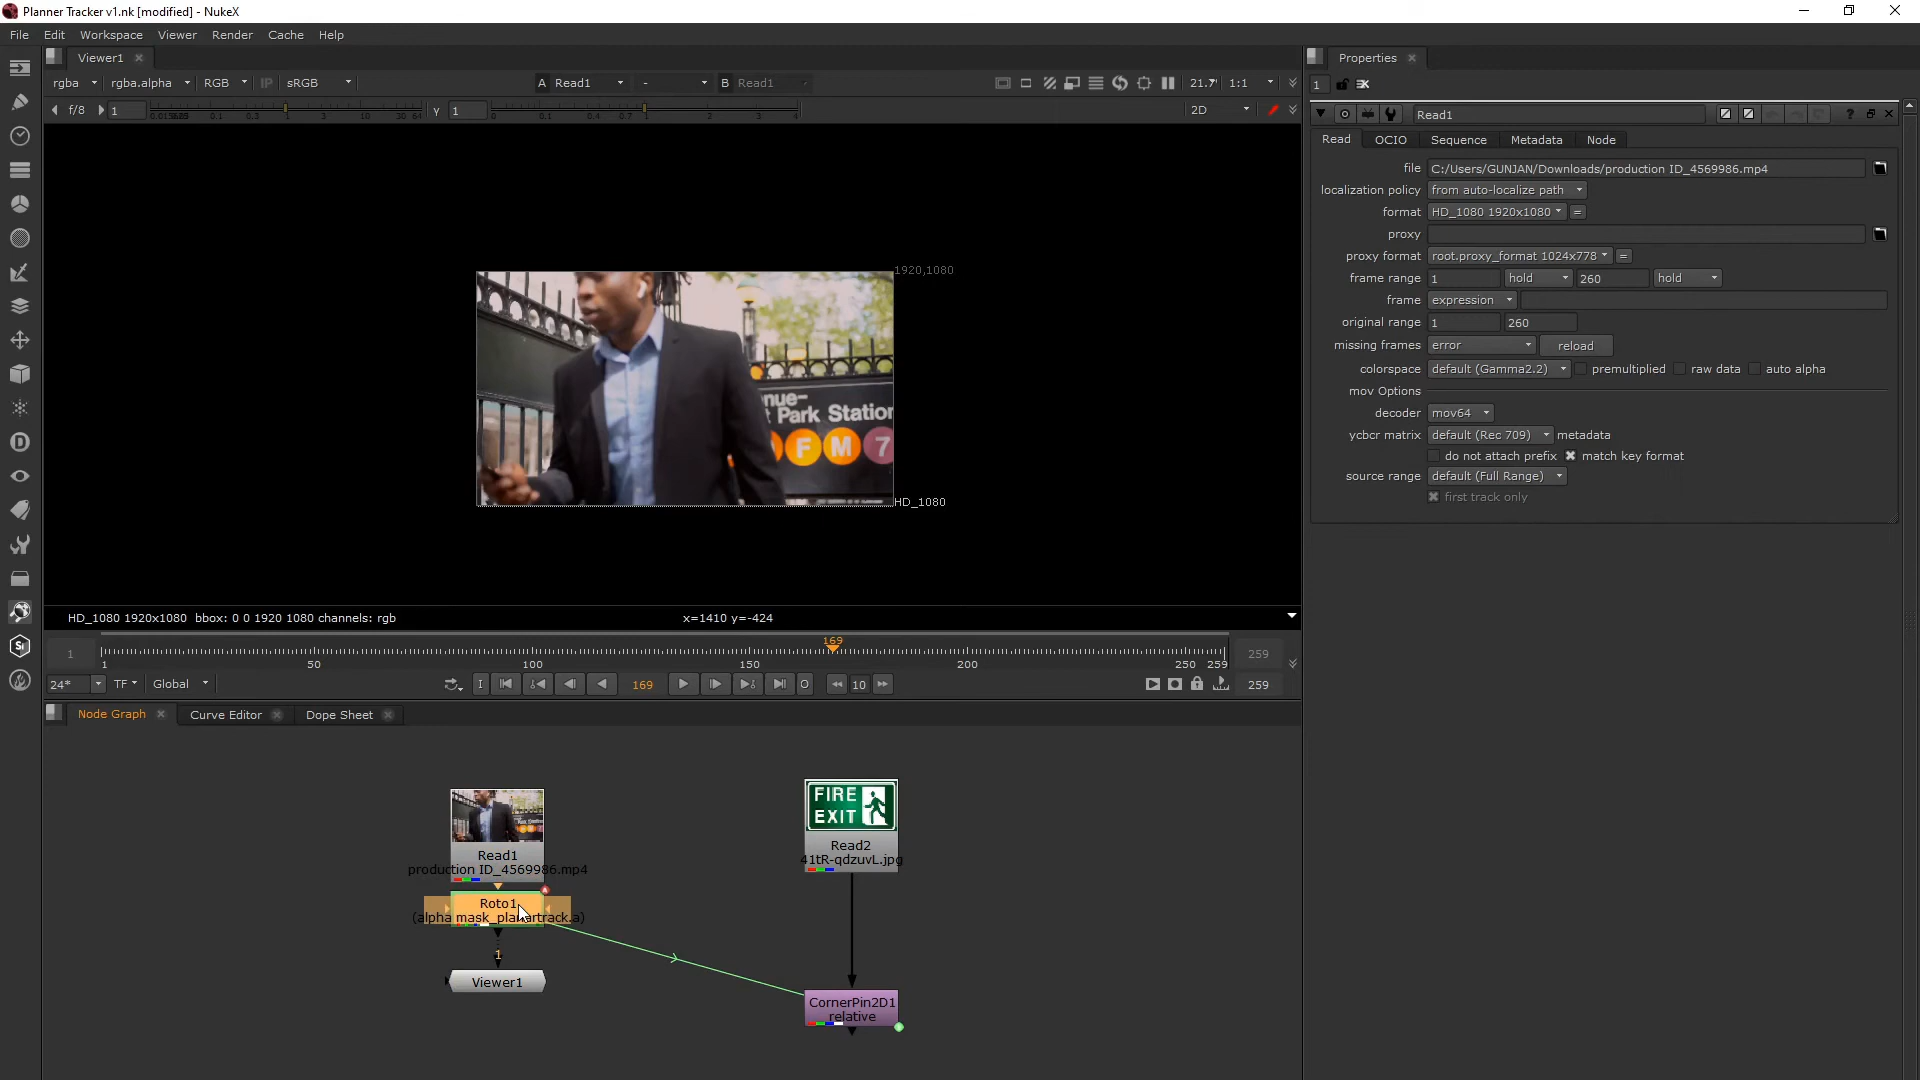 Planner Tracker v1.nk [modified] - NukeX
File Edit Workspace Viewer Render Cache Help
Viewer1
rgba rgba.alpha RGB IP sRGB A Read1 - B Read1 21.7 1:1
f/8 1 Y 1 2D
1920,1080
nue-
t Park Station
F M 7
HD_1080
HD_1080 1920x1080 bbox: 0 0 1920 1080 channels: rgb x=1410 y=-424
169
1 1 50 100 150 200 250 259 259
24* TF Global I 169 O 10 259
Node Graph Curve Editor Dope Sheet
Read1
production ID_4569986.mp4
Roto1
(alpha mask_planartrack.a)
1
Viewer1
FIRE
EXIT
Read2
41tR-qdzuvL.jpg
CornerPin2D1
relative
Properties
1
Read1
Read OCIO Sequence Metadata Node
file C:/Users/GUNJAN/Downloads/production ID_4569986.mp4
localization policy from auto-localize path
format HD_1080 1920x1080 =
proxy
proxy format root.proxy_format 1024x778 =
frame range 1 hold 260 hold
frame expression
original range 1 260
missing frames error reload
colorspace default (Gamma2.2) premultiplied raw data auto alpha
mov Options
decoder mov64
ycbcr matrix default (Rec 709) metadata
do not attach prefix match key format
source range default (Full Range)
first track only